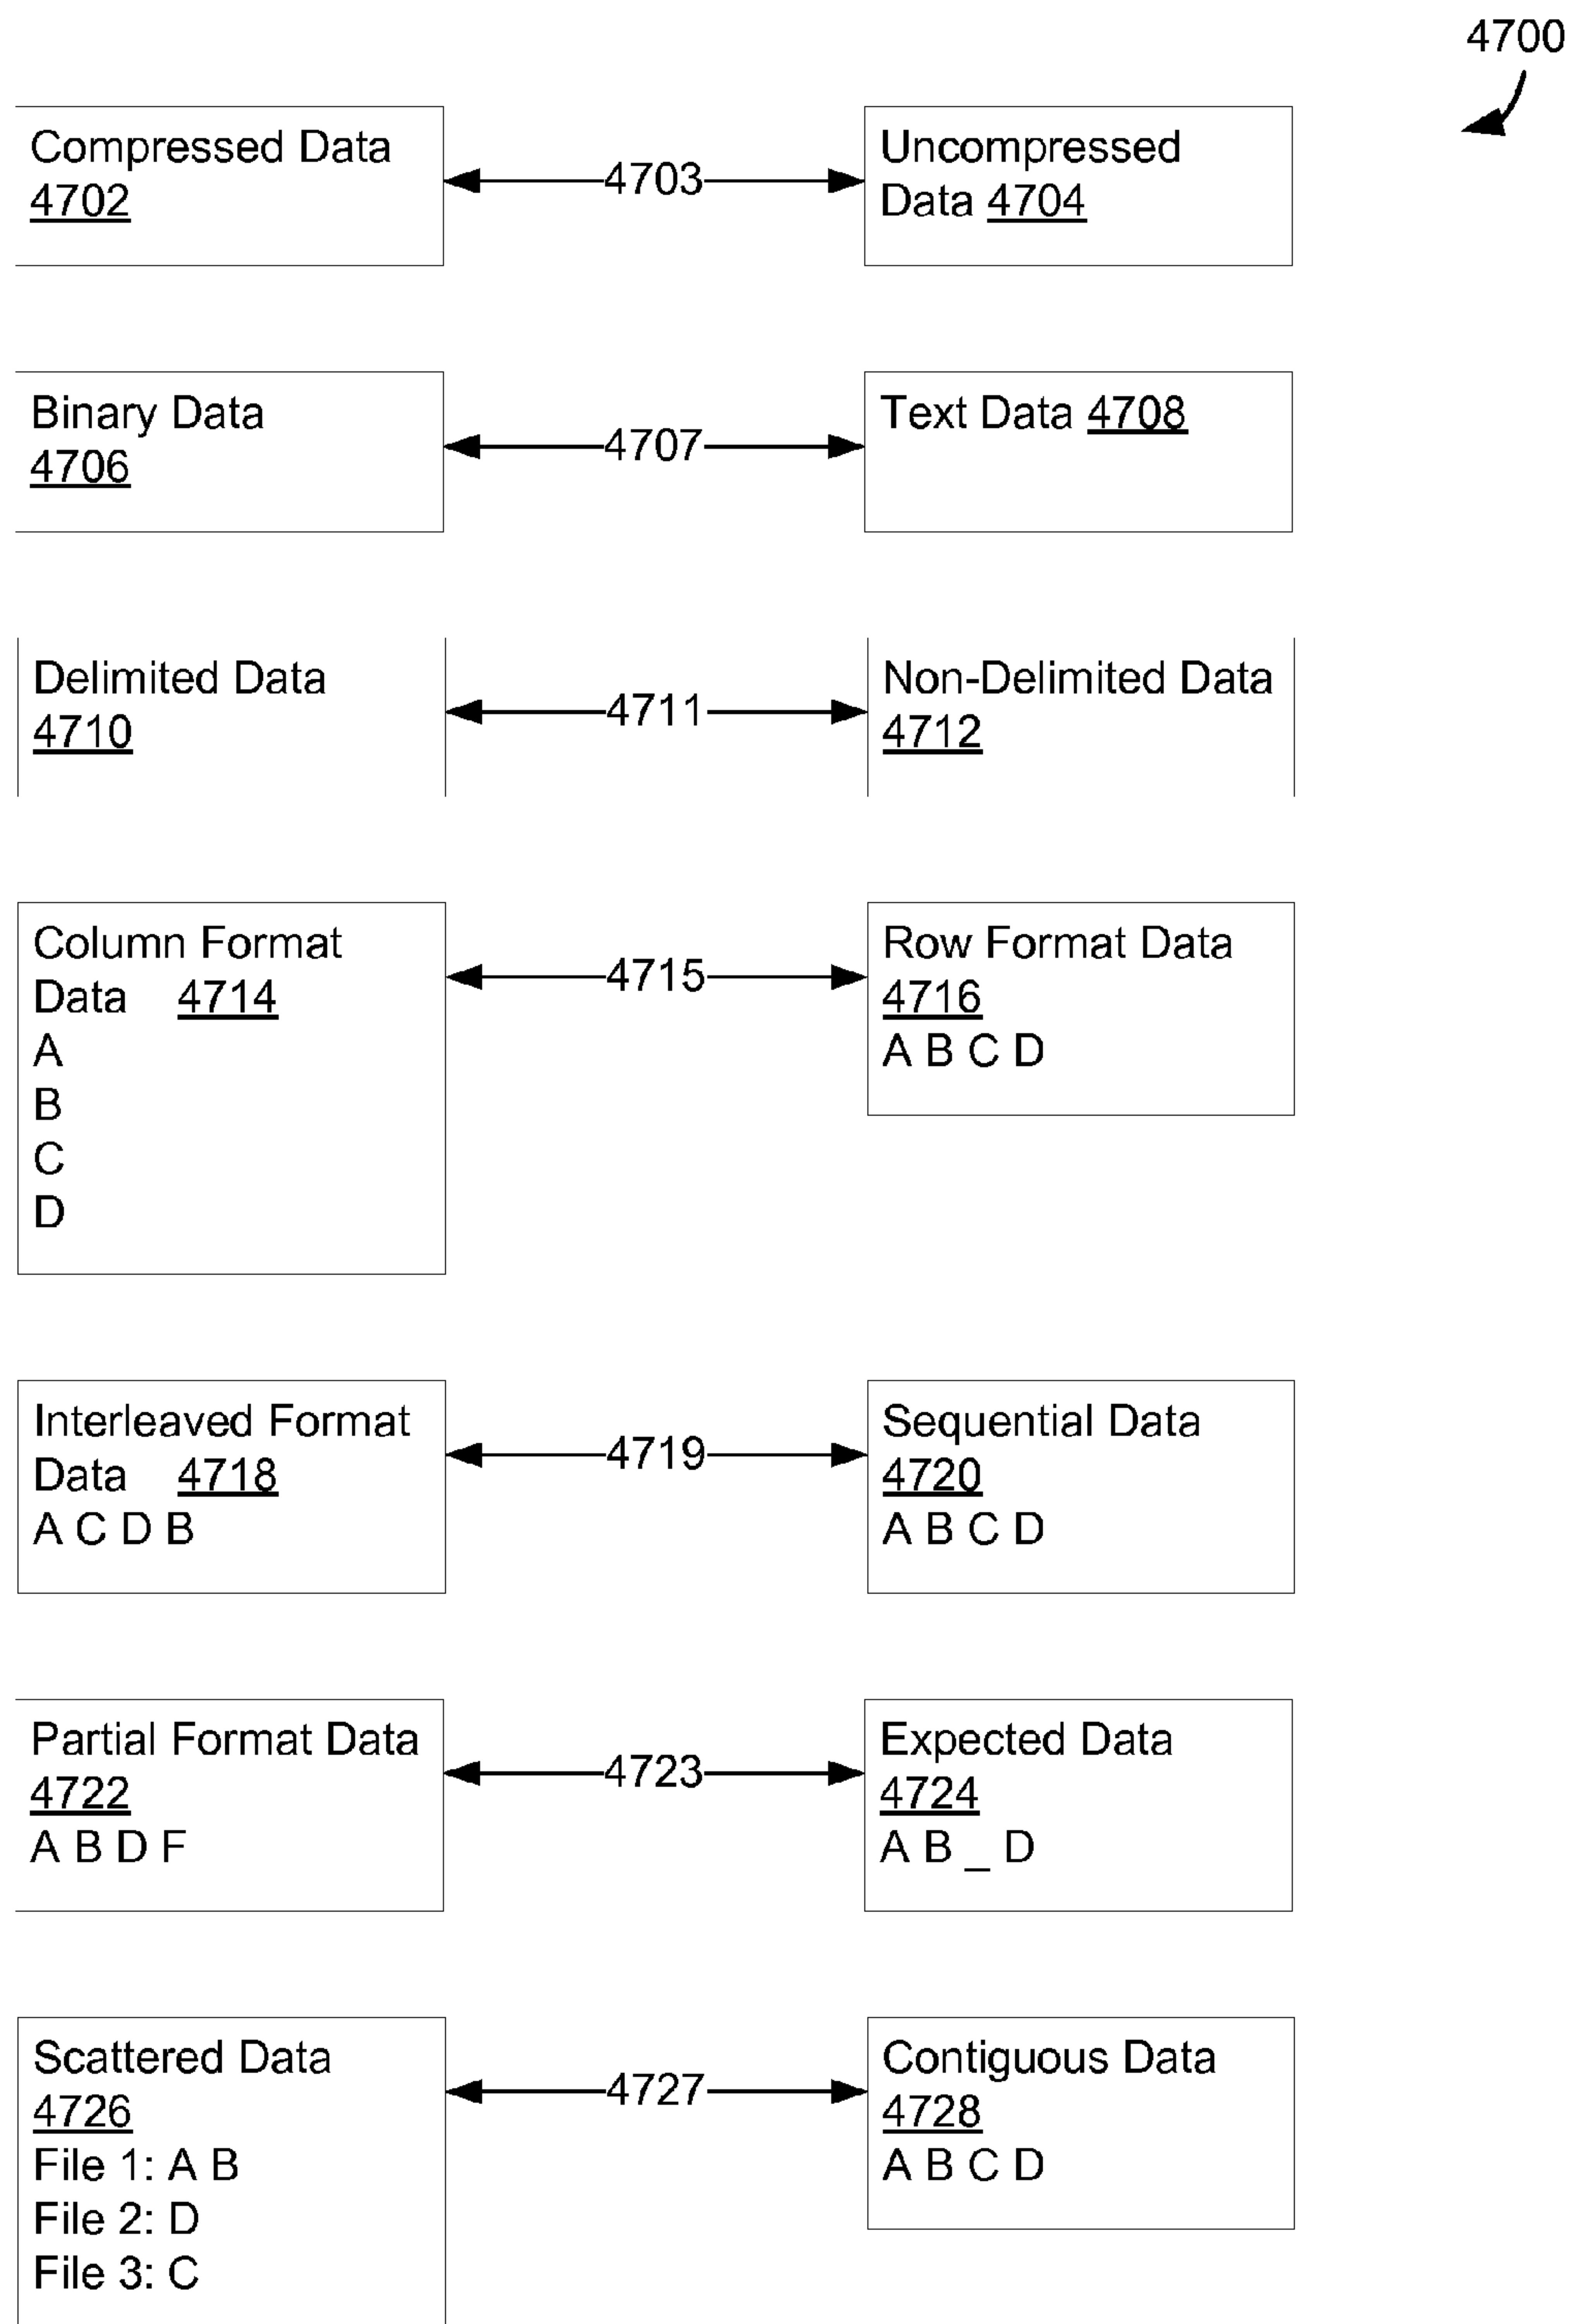 4700
Compressed Data
4702
4703
Uncompressed
Data 4704
Binary Data
4706
4707
Text Data 4708
Delimited Data
4710
4711
Non-Delimited Data
4712
Column Format
Data 4714
A
B
C
D
4715
Row Format Data
4716
A B C D
Interleaved Format
Data 4718
A C D B
4719
Sequential Data
4720
A B C D
Partial Format Data
4722
A B D F
4723
Expected Data
4724
A B _ D
Scattered Data
4726
File 1: A B
File 2: D
File 3: C
4727
Contiguous Data
4728
A B C D